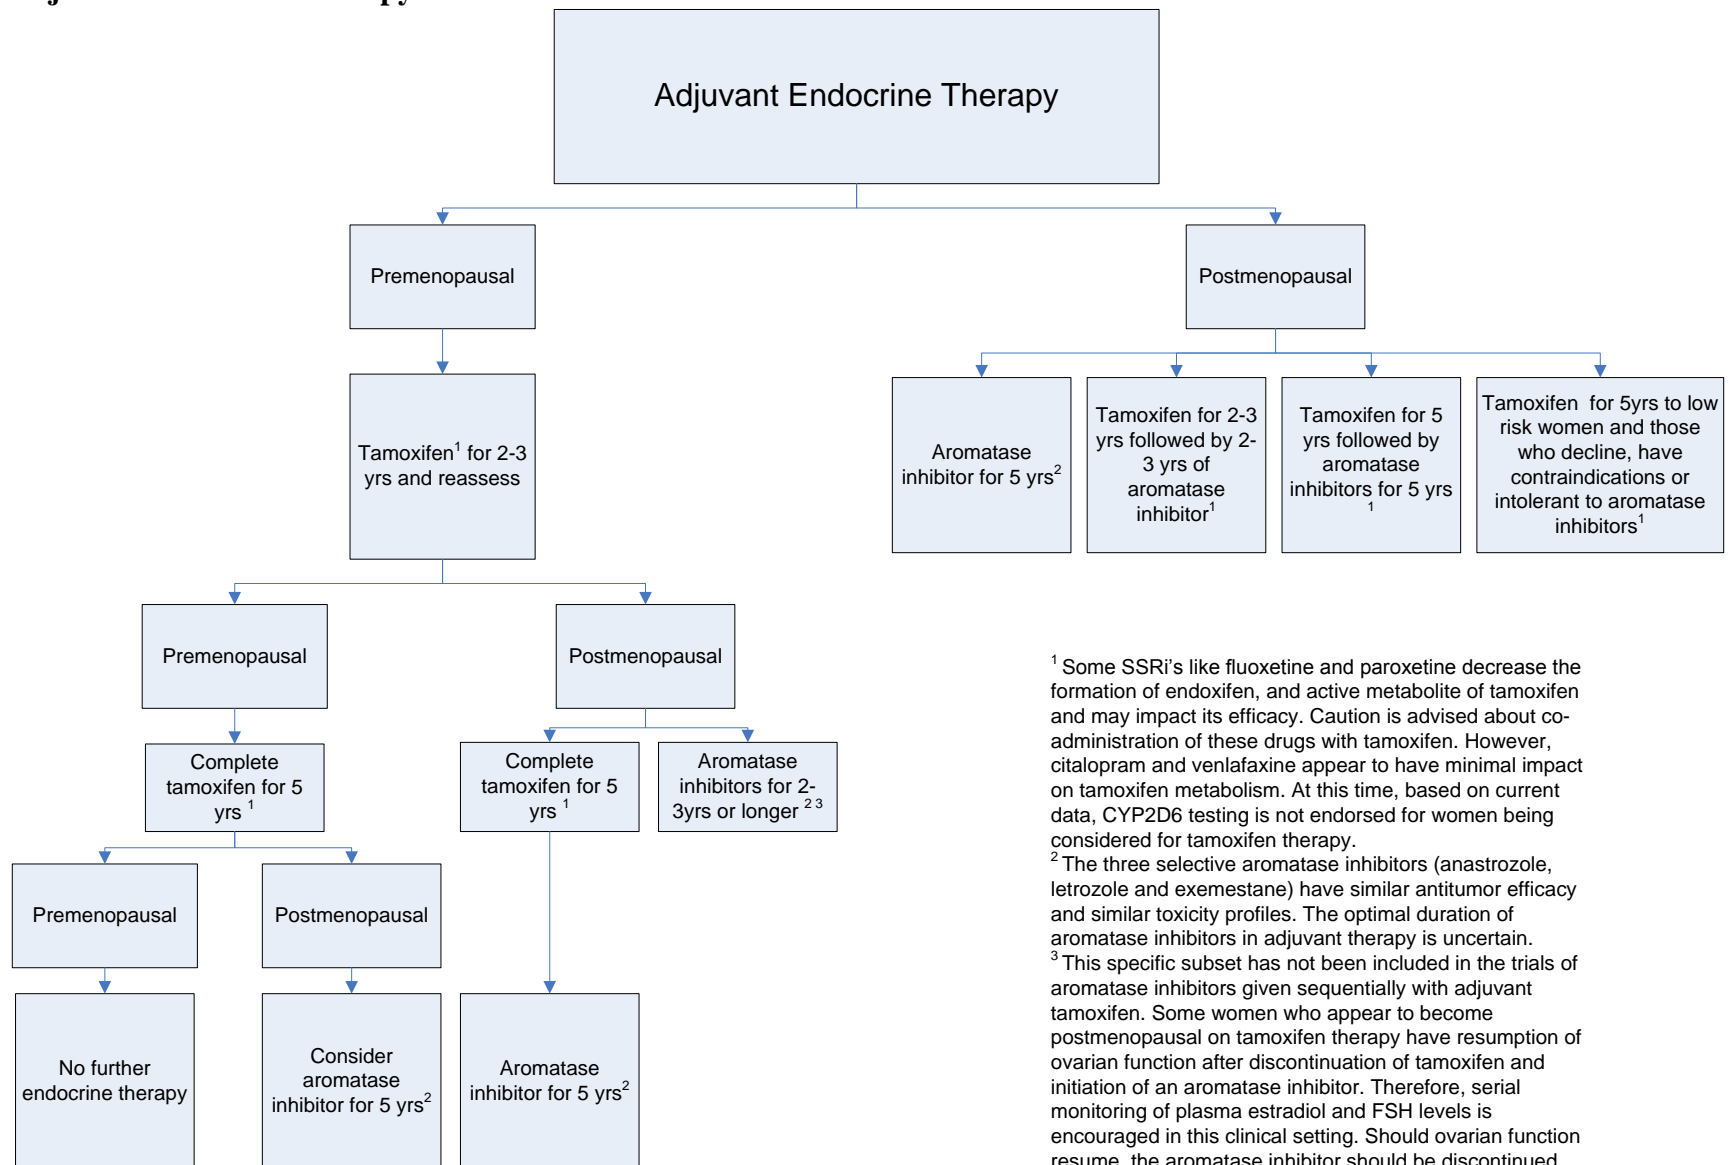 Adjuvant Endocrine Therapy
Premenopausal
Postmenopausal
Tamoxifen¹ for 2-3
yrs and reassess
Aromatase
inhibitor for 5 yrs²
Tamoxifen for 2-3
yrs followed by 2-
3 yrs of
aromatase
inhibitor¹
Tamoxifen for 5
yrs followed by
aromatase
inhibitors for 5 yrs
1
Tamoxifen for 5yrs to low
risk women and those
who decline, have
contraindications or
intolerant to aromatase
inhibitors¹
Premenopausal
Postmenopausal
Complete
tamoxifen for 5
yrs ¹
Complete
tamoxifen for 5
yrs ¹
Aromatase
inhibitors for 2-
3yrs or longer ² ³
Premenopausal
Postmenopausal
No further
endocrine therapy
Consider
aromatase
inhibitor for 5 yrs²
Aromatase
inhibitor for 5 yrs²
¹ Some SSRi’s like fluoxetine and paroxetine decrease the
formation of endoxifen, and active metabolite of tamoxifen
and may impact its efficacy. Caution is advised about co-
administration of these drugs with tamoxifen. However,
citalopram and venlafaxine appear to have minimal impact
on tamoxifen metabolism. At this time, based on current
data, CYP2D6 testing is not endorsed for women being
considered for tamoxifen therapy.
² The three selective aromatase inhibitors (anastrozole,
letrozole and exemestane) have similar antitumor efficacy
and similar toxicity profiles. The optimal duration of
aromatase inhibitors in adjuvant therapy is uncertain.
³ This specific subset has not been included in the trials of
aromatase inhibitors given sequentially with adjuvant
tamoxifen. Some women who appear to become
postmenopausal on tamoxifen therapy have resumption of
ovarian function after discontinuation of tamoxifen and
initiation of an aromatase inhibitor. Therefore, serial
monitoring of plasma estradiol and FSH levels is
encouraged in this clinical setting. Should ovarian function
resume, the aromatase inhibitor should be discontinued